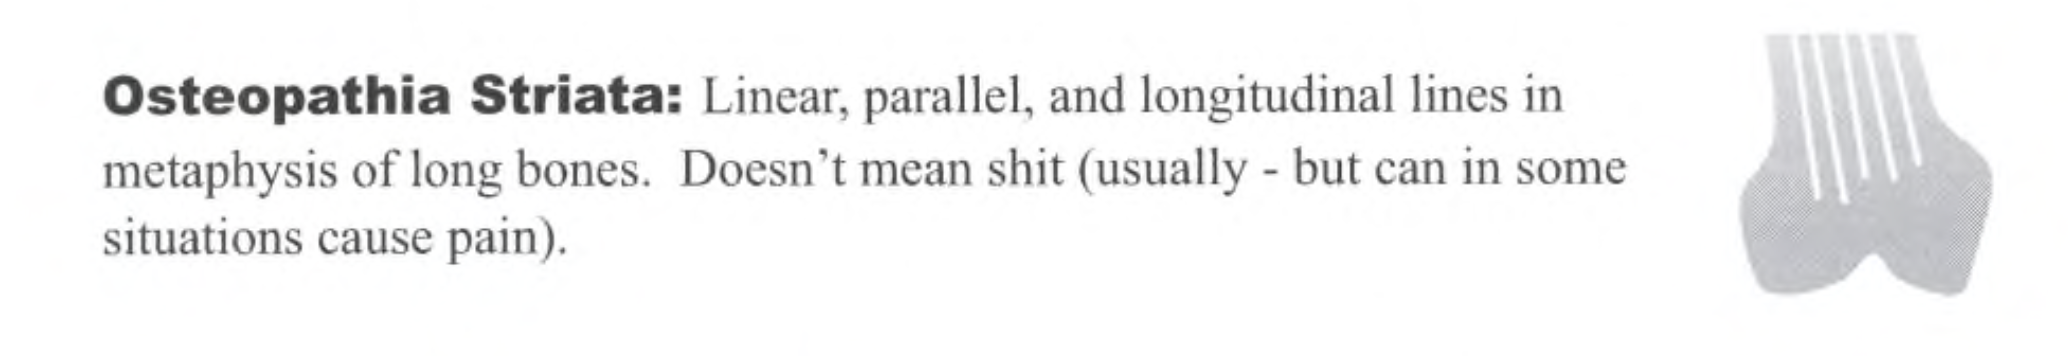 Osteopathia Striata: Linear, parallel, and longitudinal lines in
metaphysis of long bones. Doesn't mean shit (usually - but can in some
situations cause pain).